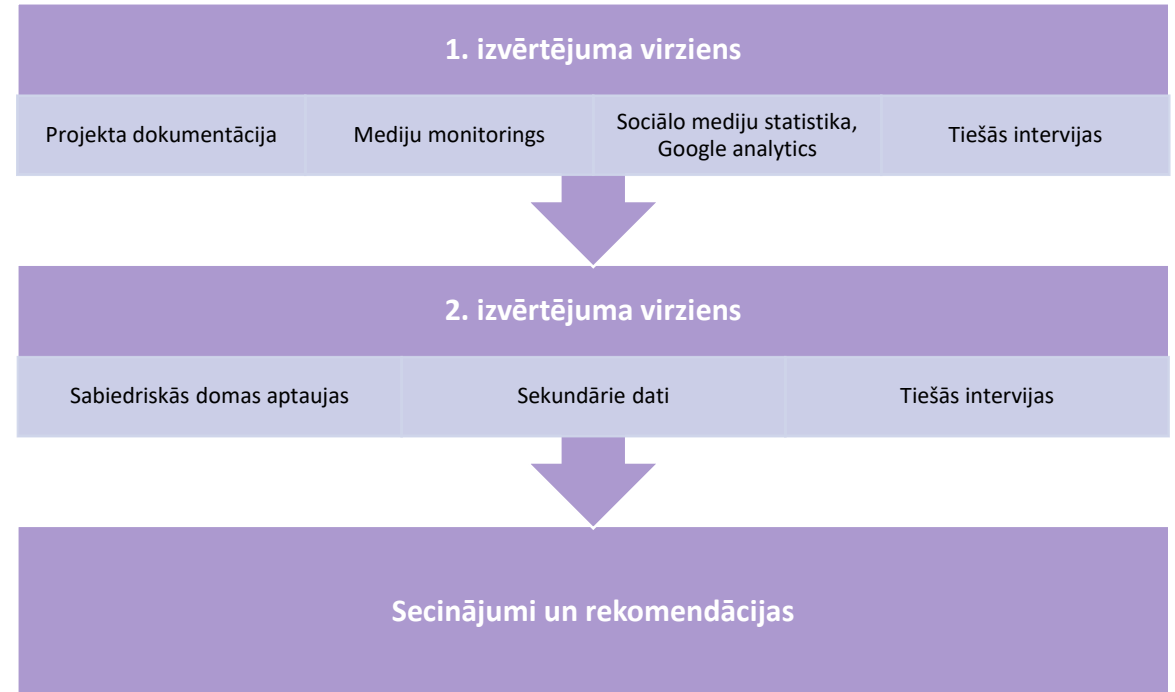 1. izvērtējuma virziens
Projekta dokumentācija
Mediju monitorings
Sociālo mediju statistika,
Google analytics
Tiešās intervijas
2. izvērtējuma virziens
Sabiedriskās domas aptaujas
Sekundārie dati
Tiešās intervijas
Secinājumi un rekomendācijas